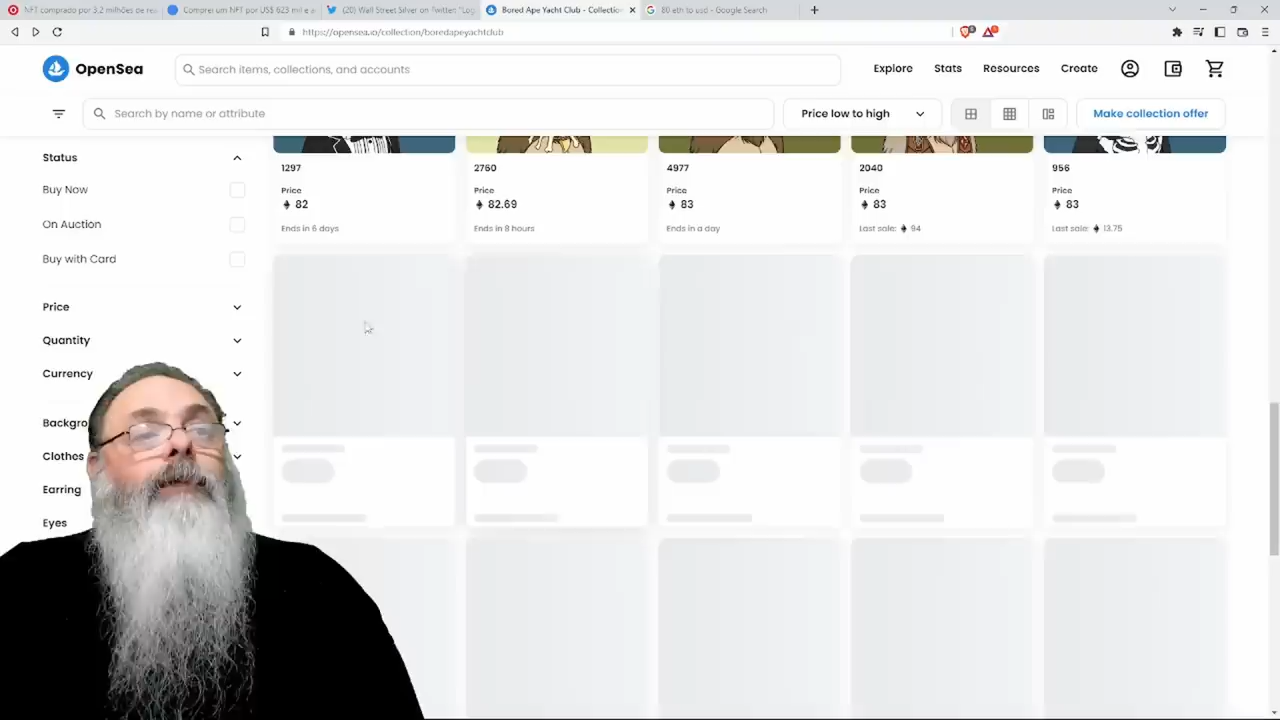 NFT comprado por 3,2 milhões de rea
Comprei um NFT por US$ 623 mil e a
(20) Wall Street Silver on Twitter: "Log
Bored Ape Yacht Club - Collection
80 eth to usd - Google Search
https://opensea.io/collection/boredapeyachtclub
OpenSea
Search items, collections, and accounts
Explore
Stats
Resources
Create
Search by name or attribute
Price low to high
Make collection offer
Status
Buy Now
On Auction
Buy with Card
Price
Quantity
Currency
Backgro
Clothes
Earring
Eyes
1297
Price
82
Ends in 6 days
2760
Price
82.69
Ends in 8 hours
4977
Price
83
Ends in a day
2040
Price
83
Last sale: 94
956
Price
83
Last sale: 13.75